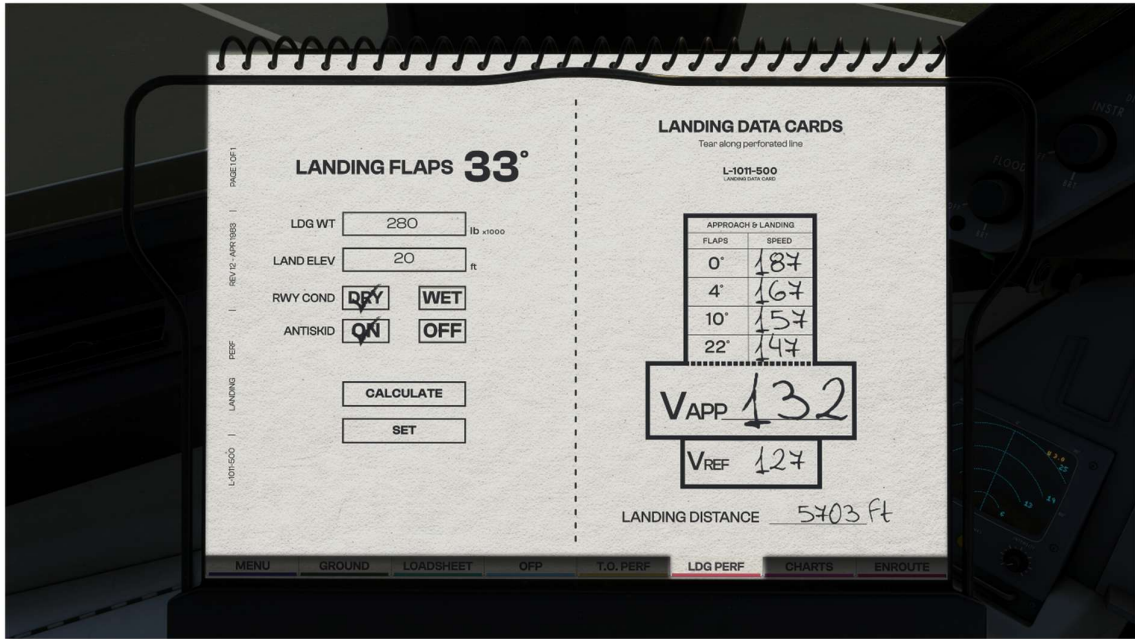 LANDING FLAPS 33°
LDG WT 280 lb x1000
LAND ELEV 20 ft
RWY COND DRY WET
ANTISKID ON OFF
CALCULATE
SET
PAGE 1 OF 1 | REV 12 - APR 1983 | LANDING PERF | L-1011-500
LANDING DATA CARDS
Tear along perforated line
L-1011-500
LANDING DATA CARD
APPROACH & LANDING
FLAPS SPEED
0° 187
4° 167
10° 157
22° 147
VAPP 132
VREF 127
LANDING DISTANCE 5703 ft
MENU GROUND LOADSHEET OFP T.O. PERF LDG PERF CHARTS ENROUTE
INSTR
FLOOD